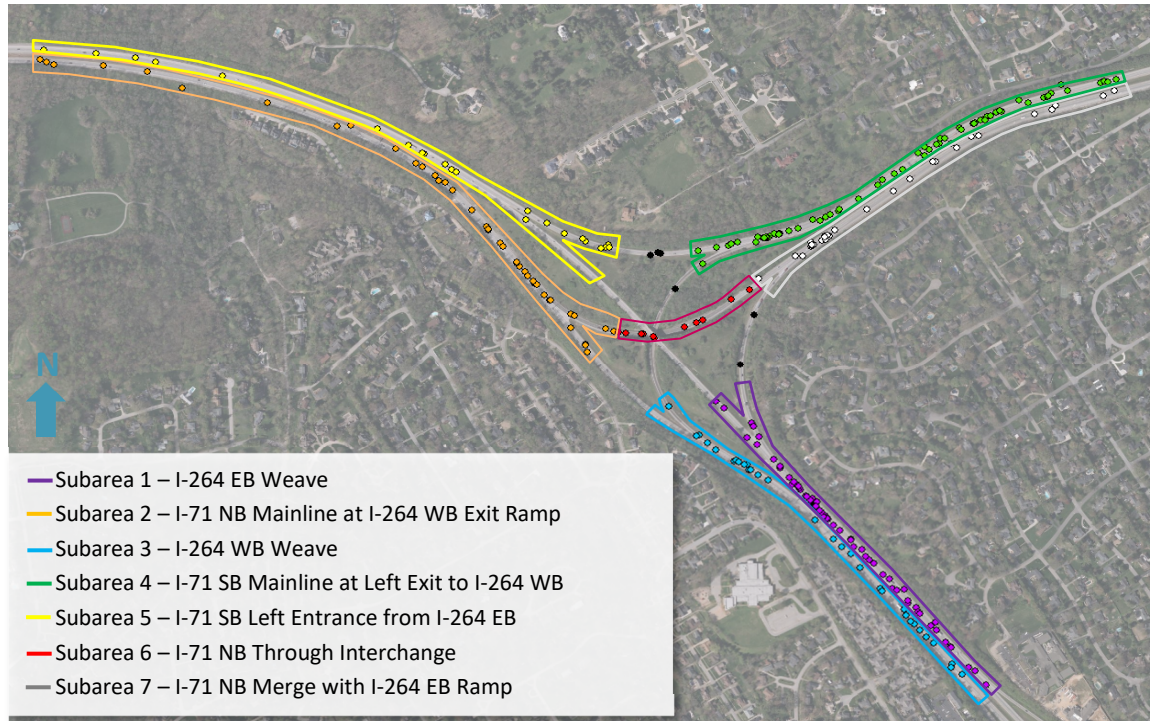 N
Subarea 1 – I-264 EB Weave
Subarea 2 – I-71 NB Mainline at I-264 WB Exit Ramp
Subarea 3 – I-264 WB Weave
Subarea 4 – I-71 SB Mainline at Left Exit to I-264 WB
Subarea 5 – I-71 SB Left Entrance from I-264 EB
Subarea 6 – I-71 NB Through Interchange
Subarea 7 – I-71 NB Merge with I-264 EB Ramp